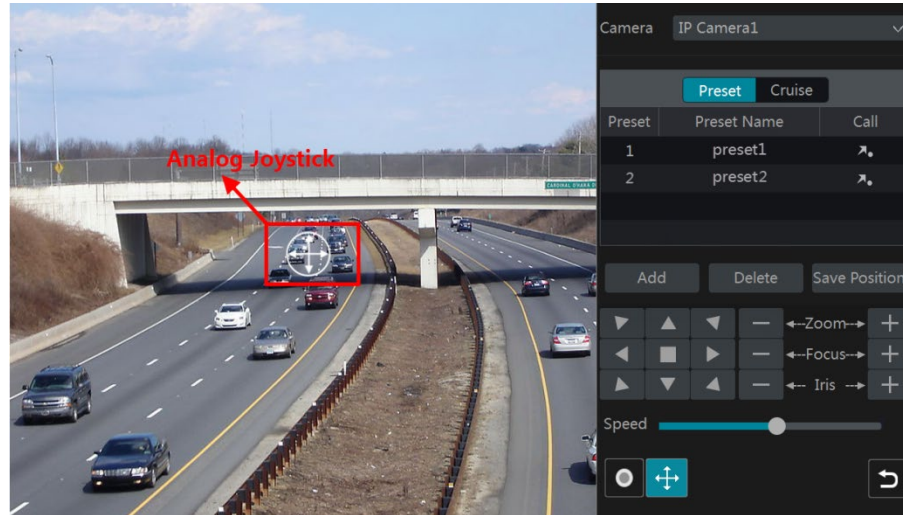 Camera IP Camera1
Preset Cruise
Preset Preset Name Call
1 preset1
2 preset2
Analog Joystick
CARDINAL O'HARA
Add Delete Save Position
Zoom
Focus
Iris
Speed